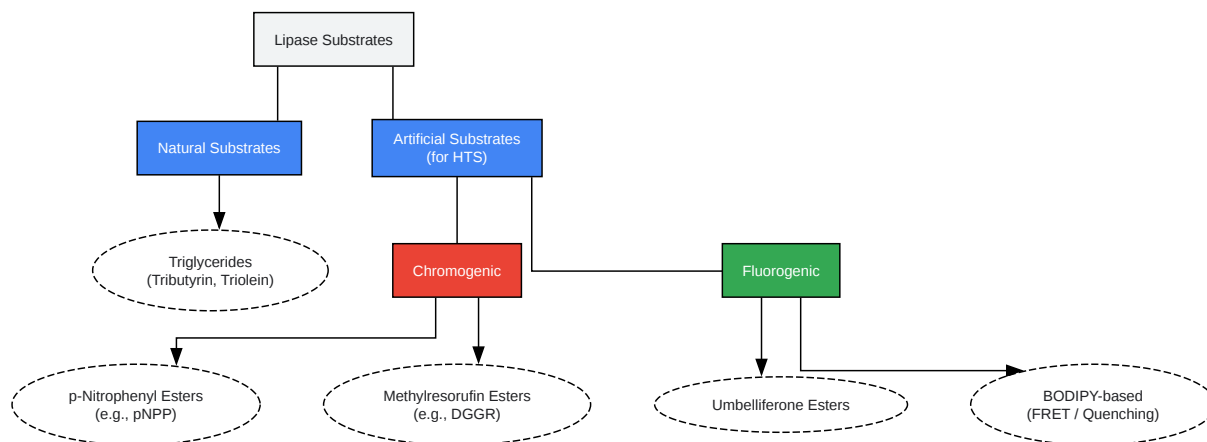 Lipase Substrates
Natural Substrates
Artificial Substrates
(for HTS)
Triglycerides
(Tributyrin, Triolein)
Chromogenic
Fluorogenic
p-Nitrophenyl Esters
(e.g., pNPP)
Methylresorufin Esters
(e.g., DGGR)
Umbelliferone Esters
BODIPY-based
(FRET / Quenching)